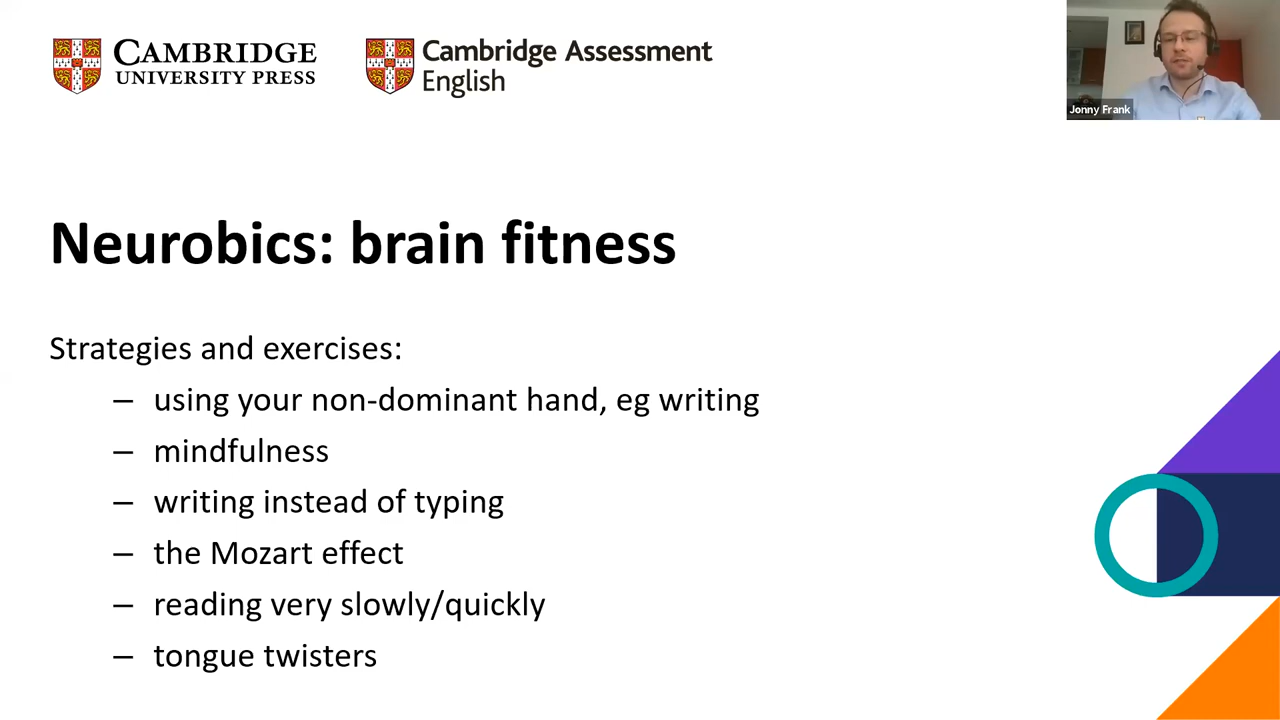 CAMBRIDGE
UNIVERSITY PRESS
Cambridge Assessment
English
Jonny Frank
Neurobics: brain fitness
Strategies and exercises:
– using your non-dominant hand, eg writing
– mindfulness
– writing instead of typing
– the Mozart effect
– reading very slowly/quickly
– tongue twisters